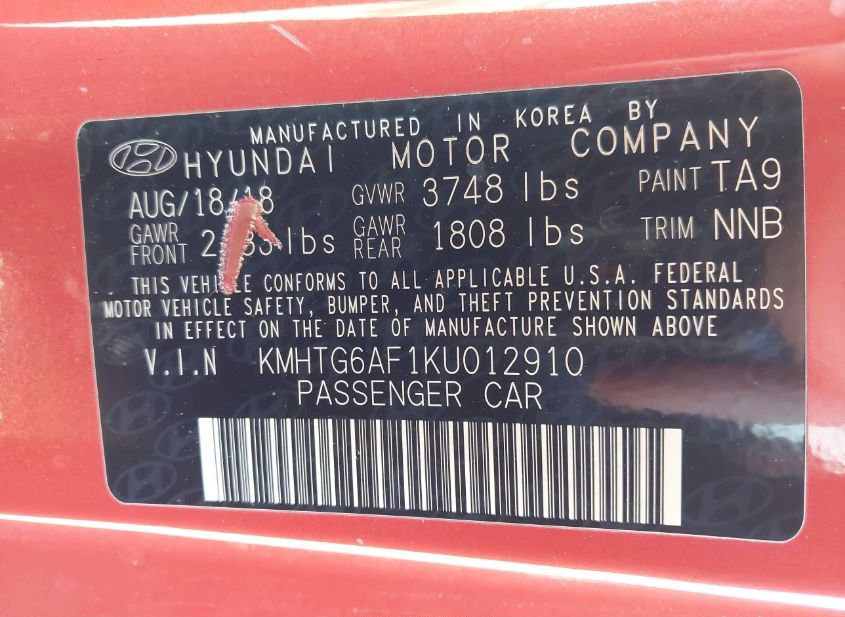 MANUFACTURED IN KOREA BY
HYUNDAI MOTOR COMPANY
AUG/18/18 GVWR 3748 lbs PAINT TA9
GAWR FRONT lbs GAWR REAR 1808 lbs TRIM NNB
THIS VEHICLE CONFORMS TO ALL APPLICABLE U.S.A. FEDERAL
MOTOR VEHICLE SAFETY, BUMPER, AND THEFT PREVENTION STANDARDS
IN EFFECT ON THE DATE OF MANUFACTURE SHOWN ABOVE
V.I.N KMHTG6AF1KU012910
PASSENGER CAR